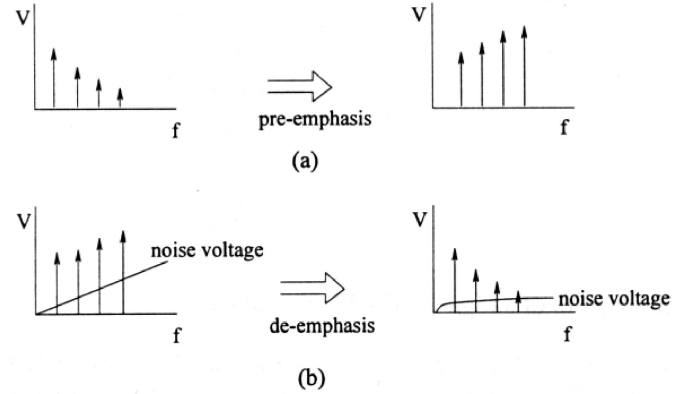 V
f
pre-emphasis
V
f
(a)
V
noise voltage
f
de-emphasis
V
noise voltage
f
(b)